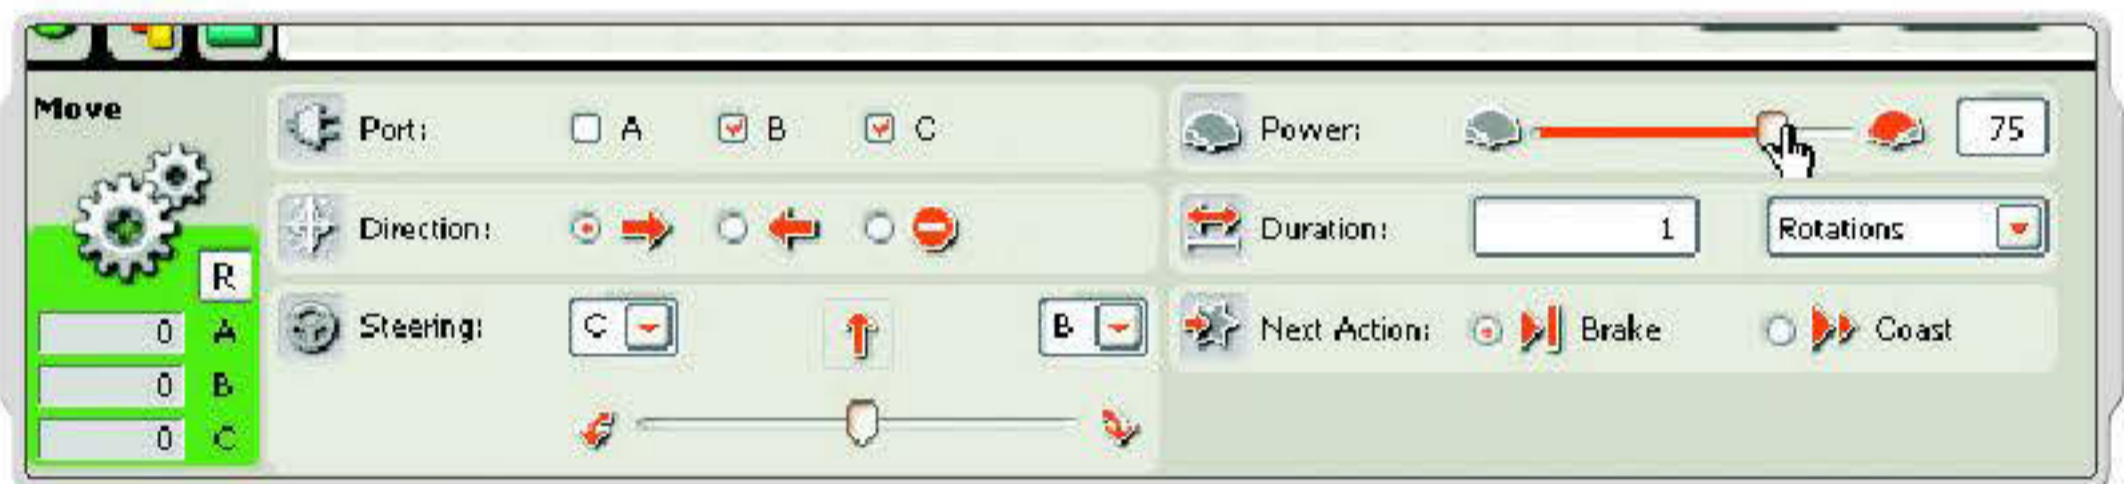 Move
Port: A B C
Power: 75
Direction:
Duration: 1 Rotations
R
Steering: C B
Next Action: Brake Coast
0 A
0 B
0 C